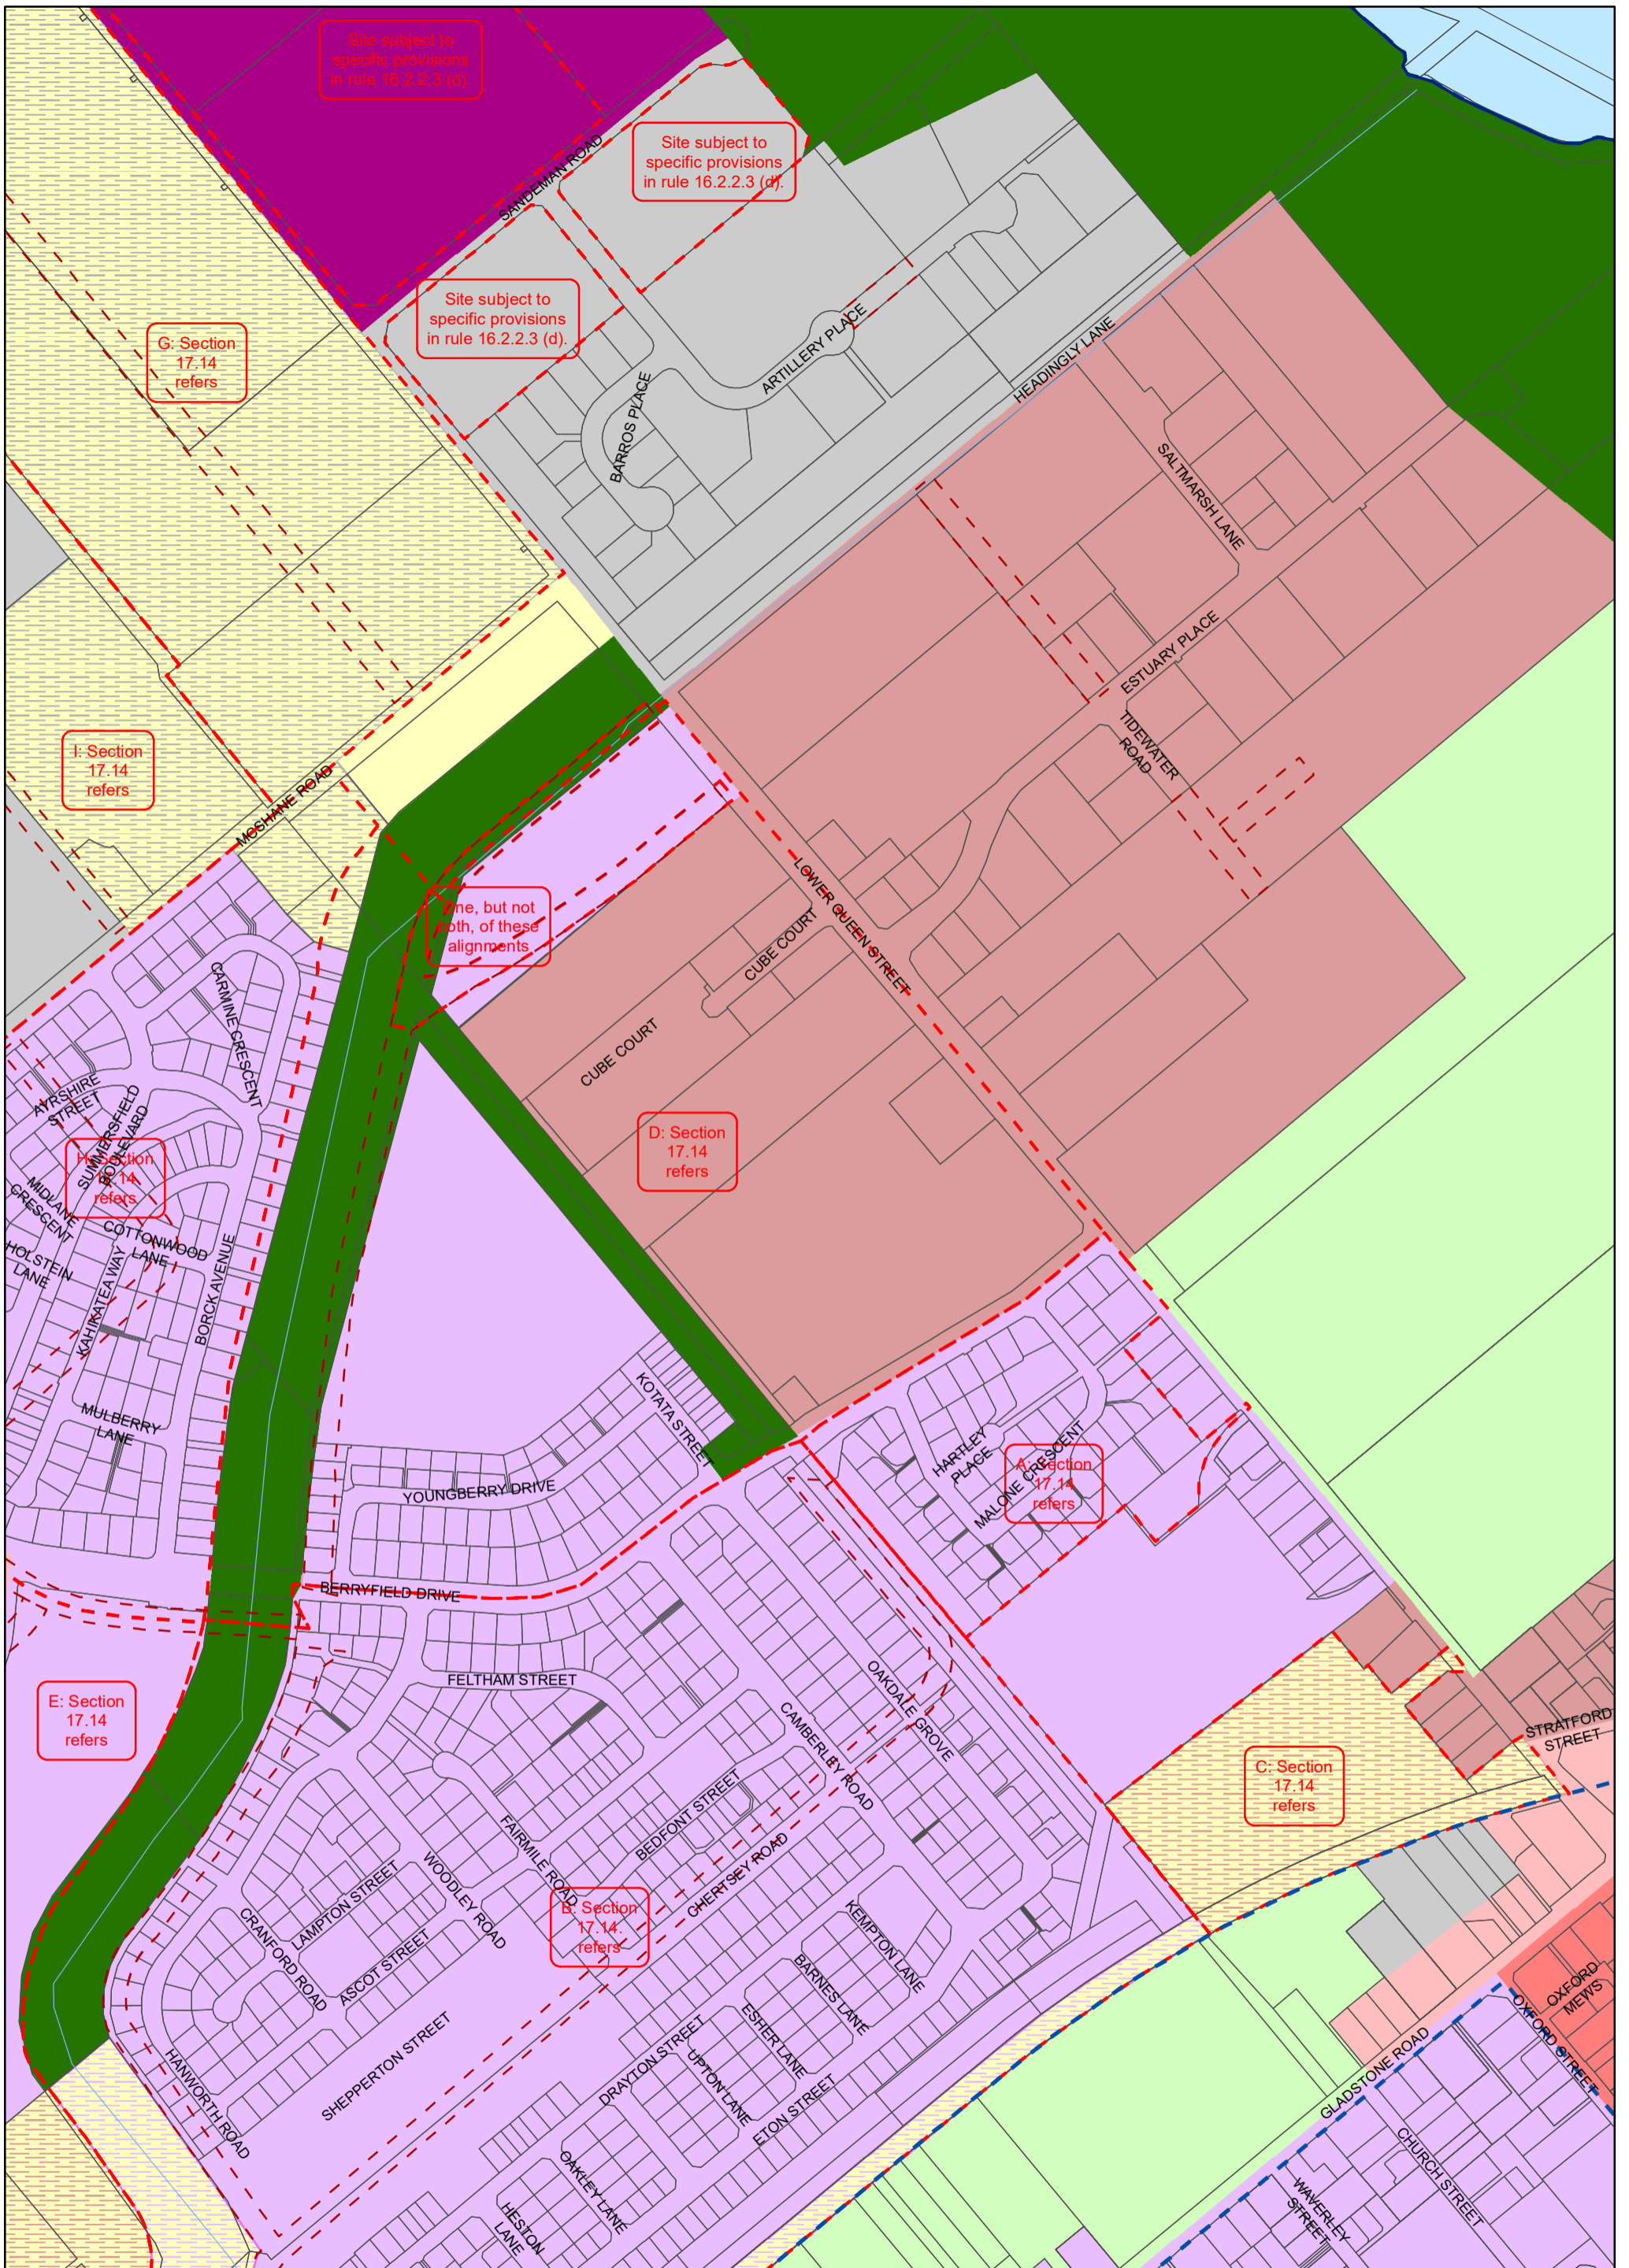 Site subject to
specific provisions
in rule 16.2.2.3 (d).
SANDEMAN ROAD
Site subject to
specific provisions
in rule 16.2.2.3 (d).
Site subject to
specific provisions
in rule 16.2.2.3 (d).
G: Section
17.14
refers
BARROS PLACE
ARTILLERY PLACE
HEADINGLY LANE
SALTMARSH LANE
ESTUARY PLACE
TIDEWATER
ROAD
I: Section
17.14
refers
MCSHANE ROAD
One, but not
both, of these
alignments
LOWER QUEEN STREET
CUBE COURT
CUBE COURT
CARMINE CRESCENT
AYRSHIRE
STREET
SUMMERSFIELD
BOULEVARD
H: Section
17.14
refers
D: Section
17.14
refers
MIDLANE
CRESCENT
COTTONWOOD
LANE
HOLSTEIN
LANE
KAHIKATEA WAY
BORCK AVENUE
MULBERRY
LANE
KOTATA STREET
YOUNGBERRY DRIVE
HARTLEY
PLACE
MALONE CRESCENT
A: Section
17.14
refers
BERRYFIELD DRIVE
FELTHAM STREET
OAKDALE GROVE
CAMBERLEY ROAD
E: Section
17.14
refers
STRATFORD
STREET
C: Section
17.14
refers
BEDFONT STREET
FAIRMILE ROAD
CHERTSEY ROAD
WOODLEY ROAD
LAMPTON STREET
CRANFORD ROAD
ASCOT STREET
B: Section
17.14
refers
KEMPTON LANE
BARNES LANE
ESHER LANE
OXFORD
MEWS
OXFORD STREET
GLADSTONE ROAD
HANWORTH ROAD
SHEPPERTON STREET
DRAYTON STREET
UPTON LANE
ETON STREET
OAKLEY LANE
HESTON
LANE
CHURCH STREET
WAVERLEY
STREET